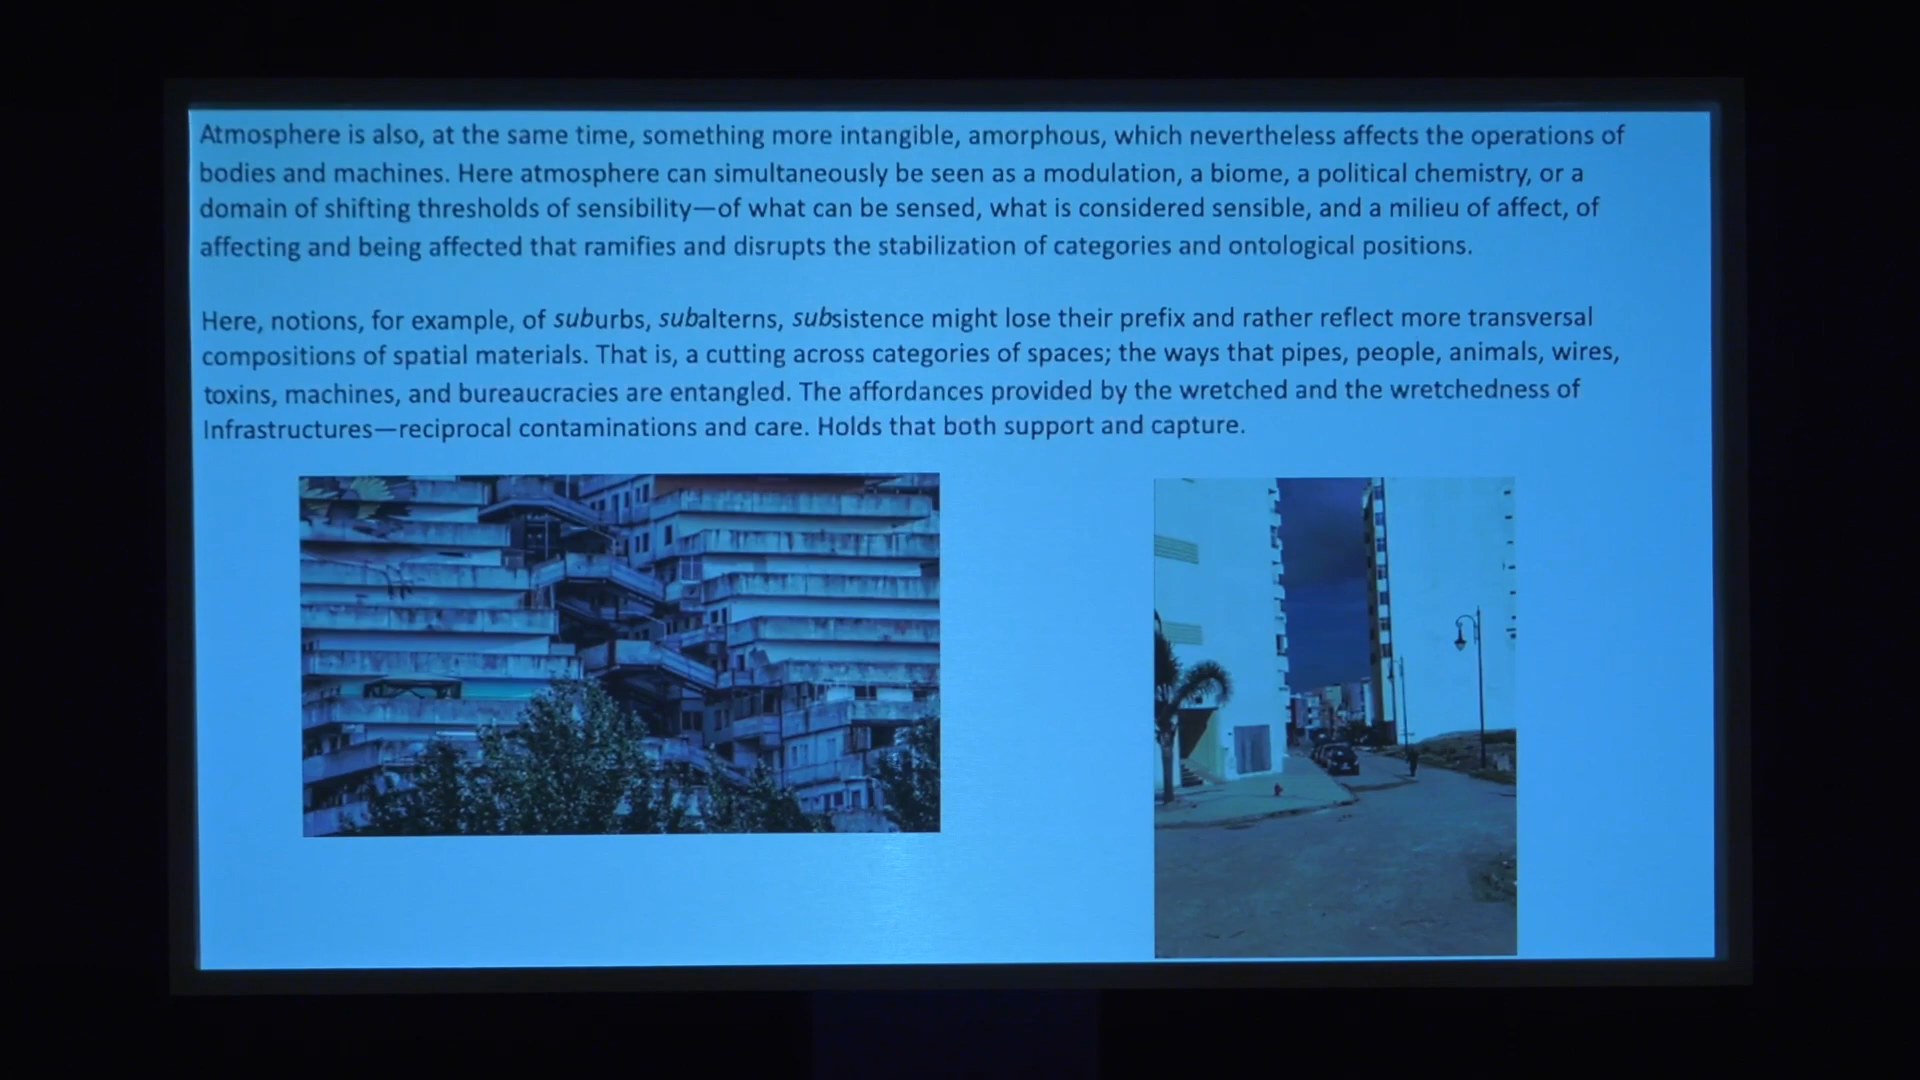 Atmosphere is also, at the same time, something more intangible, amorphous, which nevertheless affects the operations of
bodies and machines. Here atmosphere can simultaneously be seen as a modulation, a biome, a political chemistry, or a
domain of shifting thresholds of sensibility—of what can be sensed, what is considered sensible, and a milieu of affect, of
affecting and being affected that ramifies and disrupts the stabilization of categories and ontological positions.
Here, notions, for example, of suburbs, subalterns, subsistence might lose their prefix and rather reflect more transversal
compositions of spatial materials. That is, a cutting across categories of spaces; the ways that pipes, people, animals, wires,
toxins, machines, and bureaucracies are entangled. The affordances provided by the wretched and the wretchedness of
Infrastructures—reciprocal contaminations and care. Holds that both support and capture.